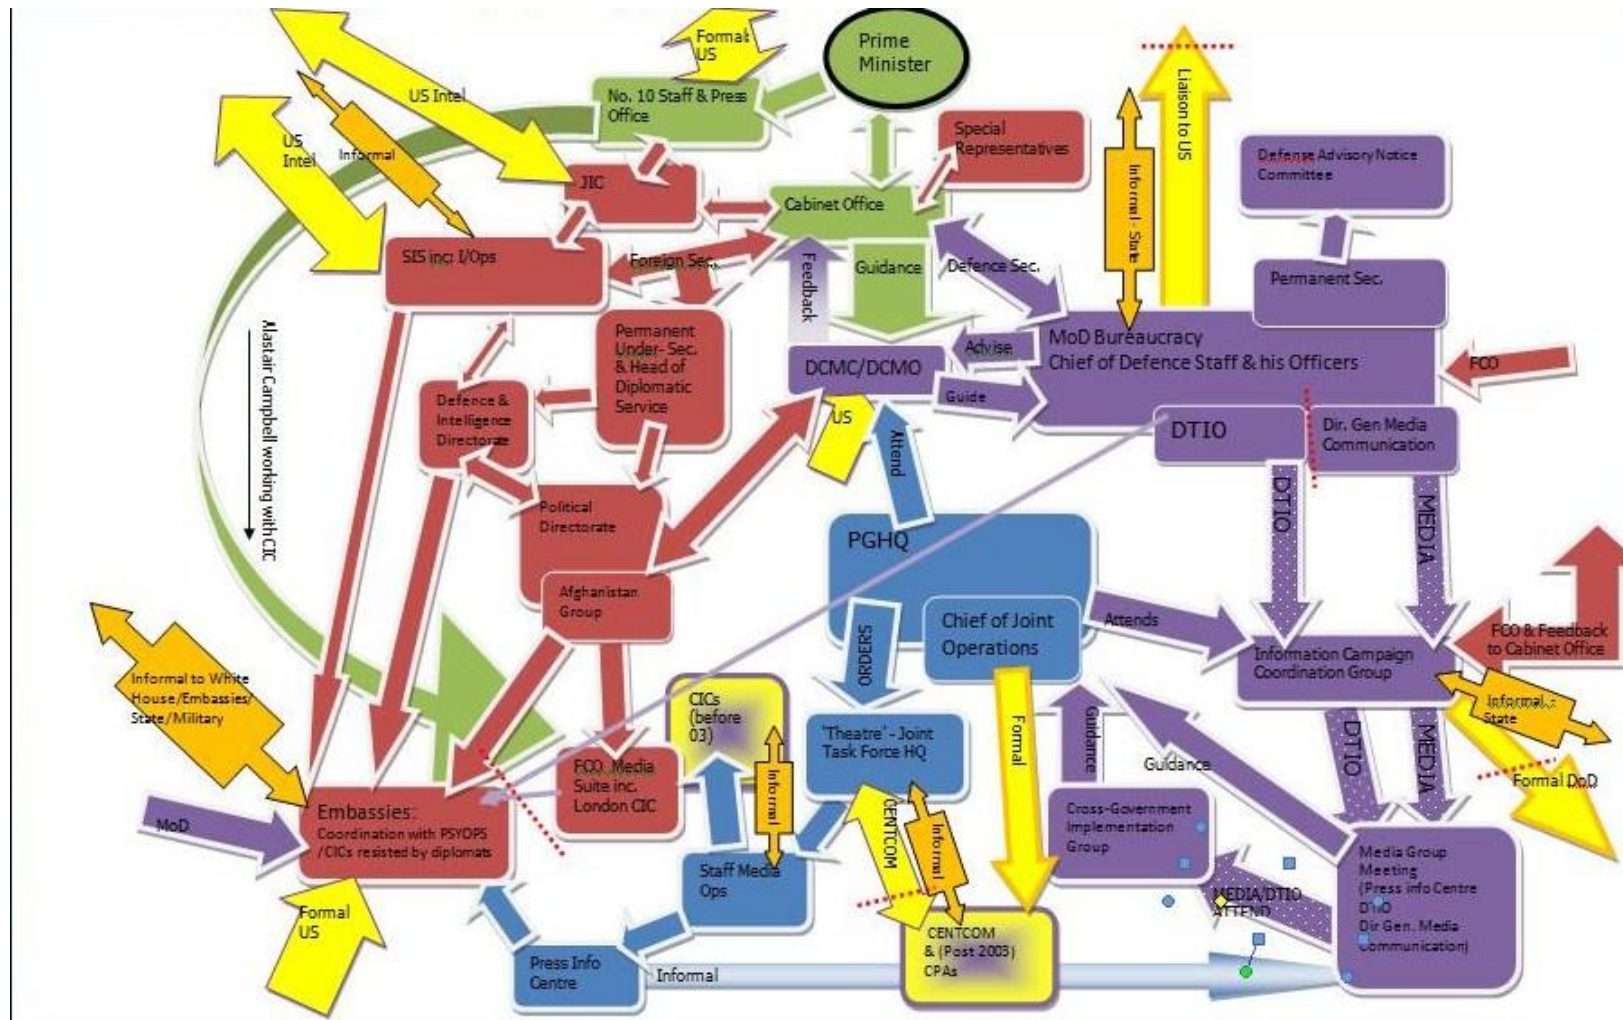 Formal
US
Prime
Minister
US Intel
No. 10 Staff & Press
Office
Liaison to US
US
Intel
Informal
Special
Representatives
Defense Advisory Notice
Committee
JIC
Cabinet Office
Informal - State
SIS inc: I/Ops
Foreign Sec.
Feedback
Guidance
Defence Sec.
Permanent Sec.
Alastair Campbell working with CIC
Permanent
Under- Sec.
& Head of
Diplomatic
Service
DCMC/DCMO
Advise
MoD Bureaucracy
Chief of Defence Staff & his Officers
FCO
Guide
Defence &
Intelligence
Directorate
US
Attend
DTIO
Dir. Gen Media
Communication
Political
Directorate
PGHQ
DTIO
MEDIA
Afghanistan
Group
ORDERS
Chief of Joint
Operations
Attends
Information Campaign
Coordination Group
FCO & Feedback
to Cabinet Office
Informal to White
House/Embassies/
State/Military
CICs
(before
03)
'Theatre' - Joint
Task Force HQ
Formal
Guidance
Guidance
DTIO
MEDIA
Informal -
State
Formal DoD
FCO Media
Suite inc.
London CIC
Informal
MoD
Embassies:
Coordination with PSYOPS
/CICs resisted by diplomats
CENTCOM
Informal
Cross-Government
Implementation
Group
Staff Media
Ops
Media Group
Meeting
(Press info Centre
DTIO
Dir Gen. Media
Communication)
MEDIA/DTIO
ATTEND
Formal
US
CENTCOM
& (Post 2003)
CPAs
Press Info
Centre
Informal